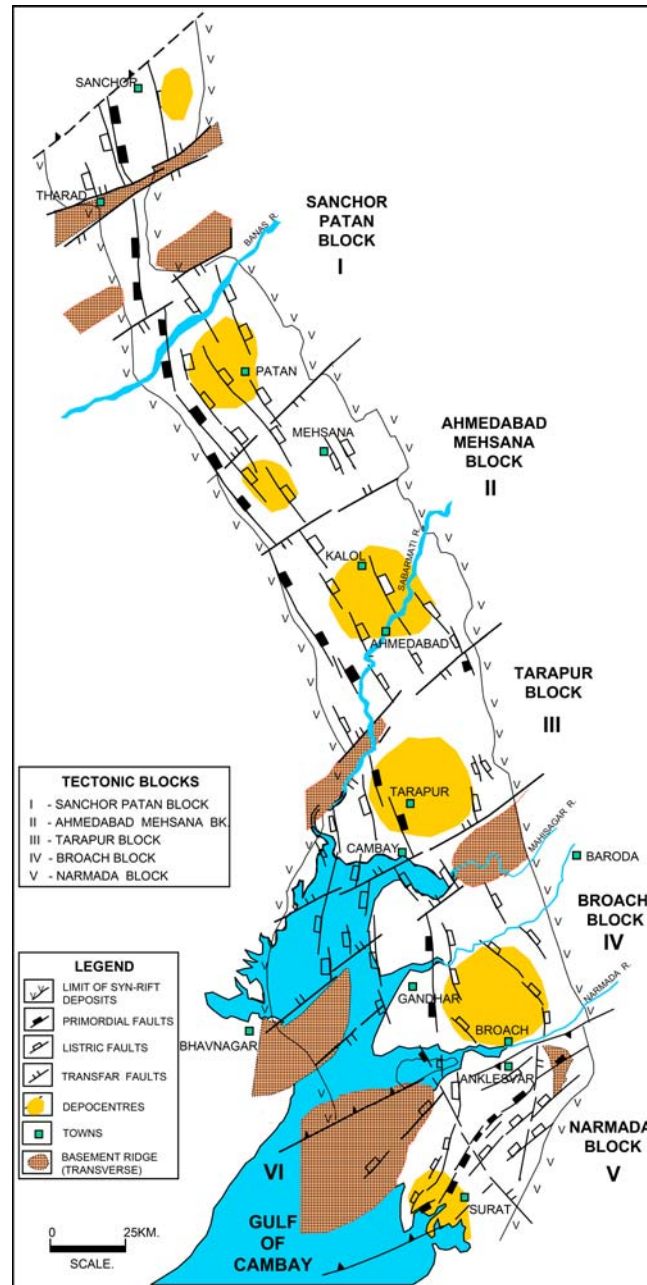 SANCHOR
THARAD
SANCHOR
PATAN
BLOCK
I
BANAS R.
PATAN
MEHSANA
AHMEDABAD
MEHSANA
BLOCK
II
KALOL
SABARMATI R.
AHMEDABAD
TARAPUR
BLOCK
III
TECTONIC BLOCKS
I - SANCHOR PATAN BLOCK
II - AHMEDABAD MEHSANA BK.
III - TARAPUR BLOCK
IV - BROACH BLOCK
V - NARMADA BLOCK
TARAPUR
CAMBAY
MAHISAGAR R.
BARODA
BROACH
BLOCK
IV
LEGEND
LIMIT OF SYN-RIFT
DEPOSITS
PRIMORDIAL FAULTS
LISTRIC FAULTS
TRANSFAR FAULTS
DEPOCENTRES
TOWNS
BASEMENT RIDGE
(TRANSVERSE)
GANDHAR
NARMADA R.
BHAVNAGAR
BROACH
ANKLESVAR
NARMADA
BLOCK
V
VI
GULF
OF
CAMBAY
SURAT
0 25KM.
SCALE.